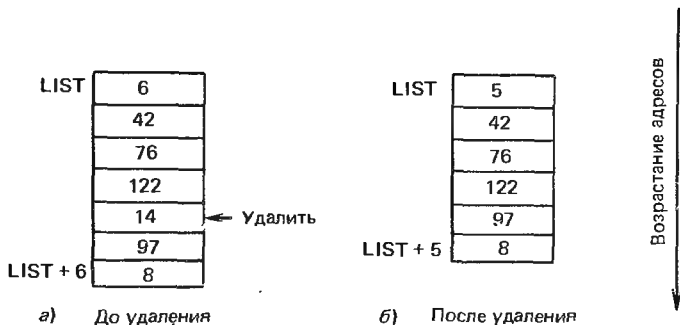 LIST
6
42
76
122
14
← Удалить
97
LIST + 6
8
а) До удаления
LIST
5
42
76
122
97
LIST + 5
8
б) После удаления
Возрастание адресов